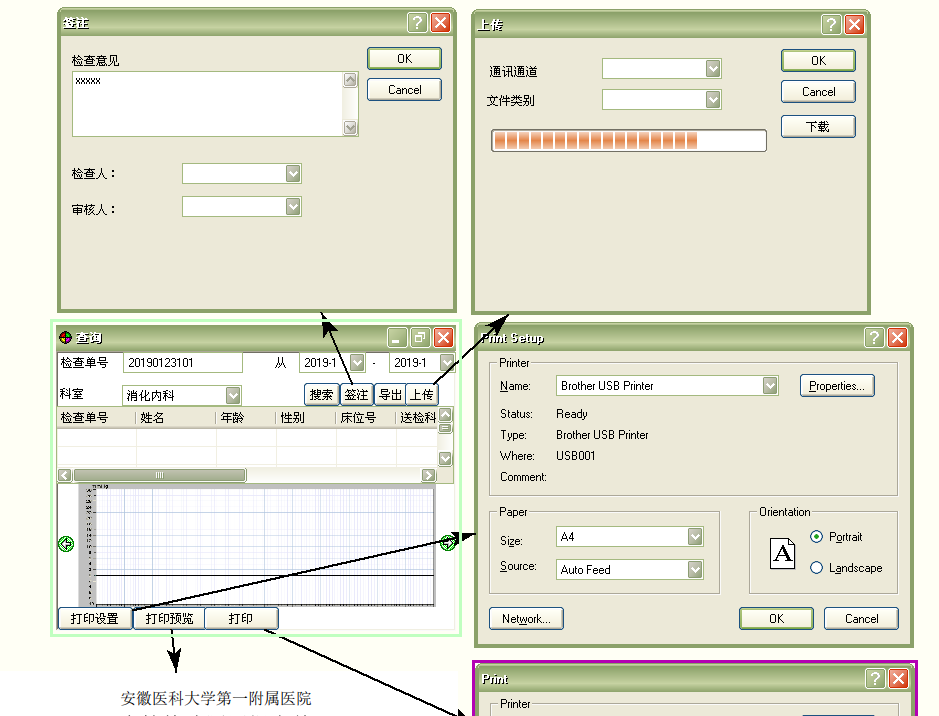 签注
检查意见
OK
xxxxx
Cancel
检查人：
审核人：
上传
通讯通道
OK
文件类别
Cancel
下载
查询
检查单号 20190123101 从 2019-1 - 2019-1
科室 消化内科 搜索 签注 导出 上传
检查单号 姓名 年龄 性别 床位号 送检科
打印设置 打印预览 打印
安徽医科大学第一附属医院
Print Setup
Printer
Name: Brother USB Printer Properties...
Status: Ready
Type: Brother USB Printer
Where: USB001
Comment:
Paper
Size: A4
Source: Auto Feed
Orientation
A
Portrait
Landscape
Network... OK Cancel
Print
Printer